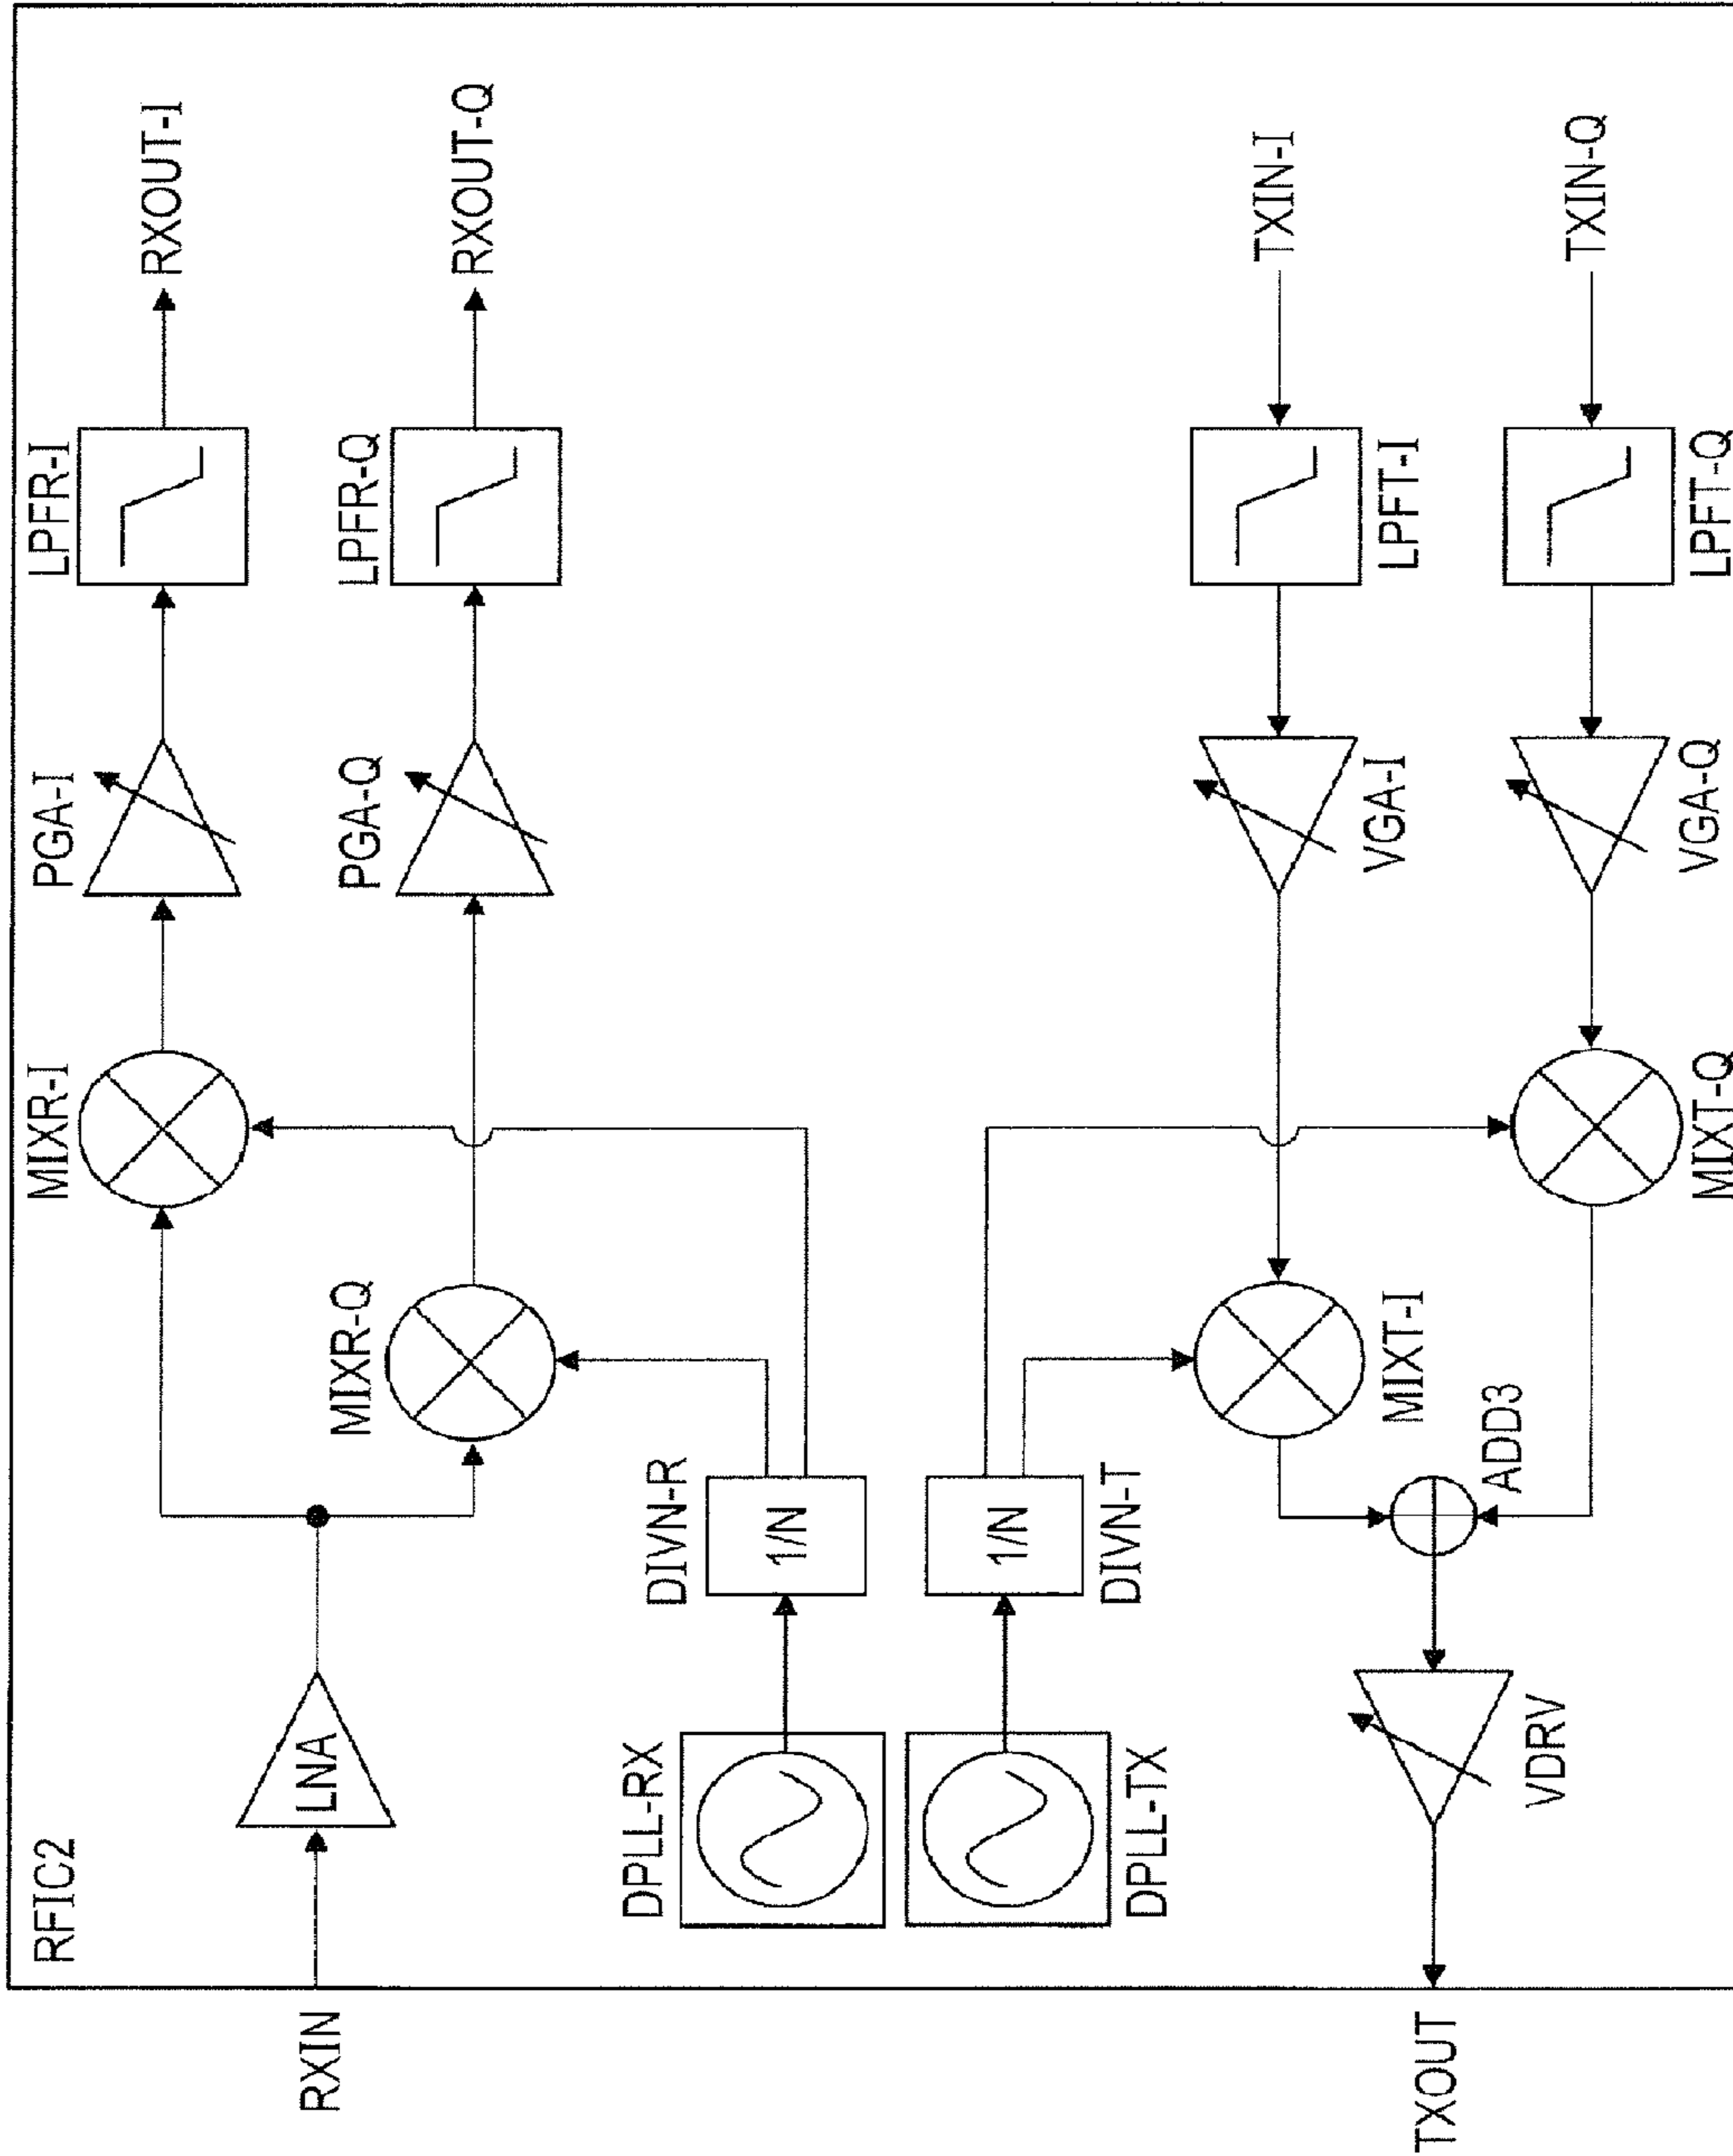 RFIC2
RXIN
LNA
MIXR-I
PGA-I
LPFR-I
RXOUT-I
MIXR-Q
PGA-Q
LPFR-Q
RXOUT-Q
DPLL-RX
DIVN-R
1/N
DPLL-TX
DIVN-T
1/N
TXIN-I
LPFT-I
VGA-I
MIXT-I
TXIN-Q
LPFT-Q
VGA-Q
MIXT-Q
ADD3
VDRV
TXOUT